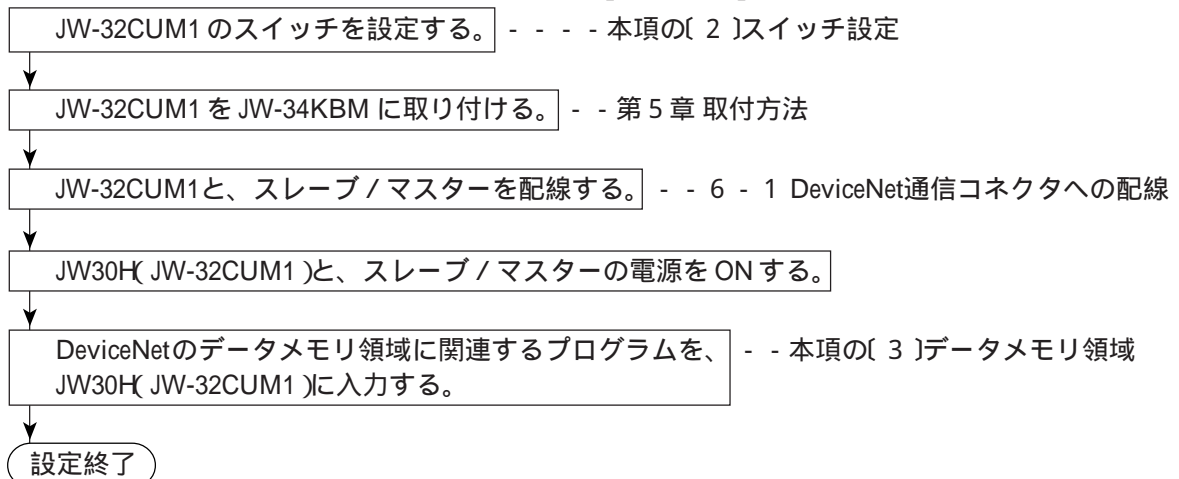 JW-32CUM1 のスイッチを設定する。 - - - - 本項の〔 2 〕スイッチ設定
JW-32CUM1 を JW-34KBM に取り付ける。 - - 第 5 章 取付方法
JW-32CUM1と、スレーブ / マスターを配線する。 - - 6 - 1 DeviceNet通信コネクタへの配線
JW30H( JW-32CUM1 )と、スレーブ / マスターの電源を ON する。
DeviceNetのデータメモリ領域に関連するプログラムを、 - - 本項の〔 3 〕データメモリ領域
JW30H( JW-32CUM1 )に入力する。
設定終了